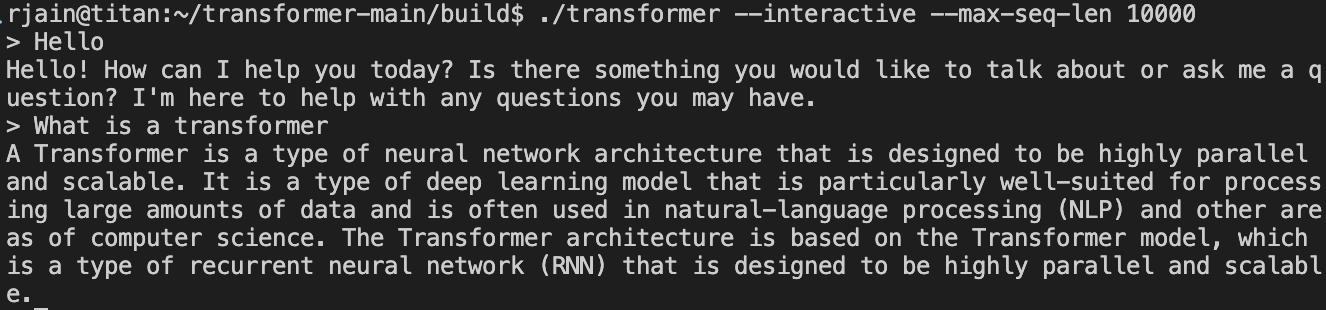 rjain@titan:~/transformer-main/build$ ./transformer --interactive --max-seq-len 10000
> Hello
Hello! How can I help you today? Is there something you would like to talk about or ask me a q
uestion? I'm here to help with any questions you may have.
> What is a transformer
A Transformer is a type of neural network architecture that is designed to be highly parallel
and scalable. It is a type of deep learning model that is particularly well-suited for process
ing large amounts of data and is often used in natural-language processing (NLP) and other are
as of computer science. The Transformer architecture is based on the Transformer model, which
is a type of recurrent neural network (RNN) that is designed to be highly parallel and scalabl
e.